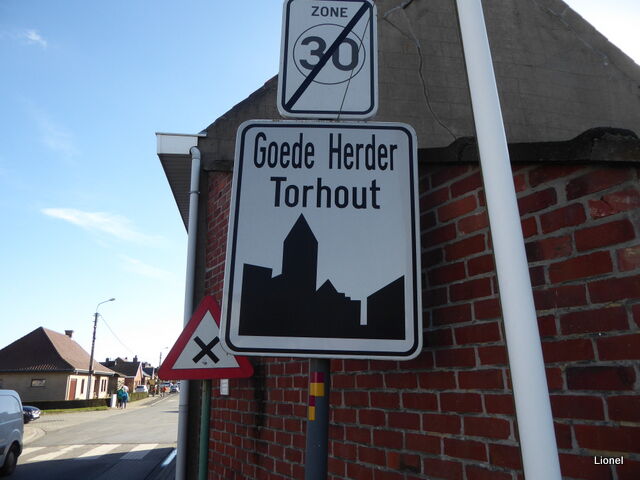 ZONE
30
Goede Herder
Torhout
Lionel